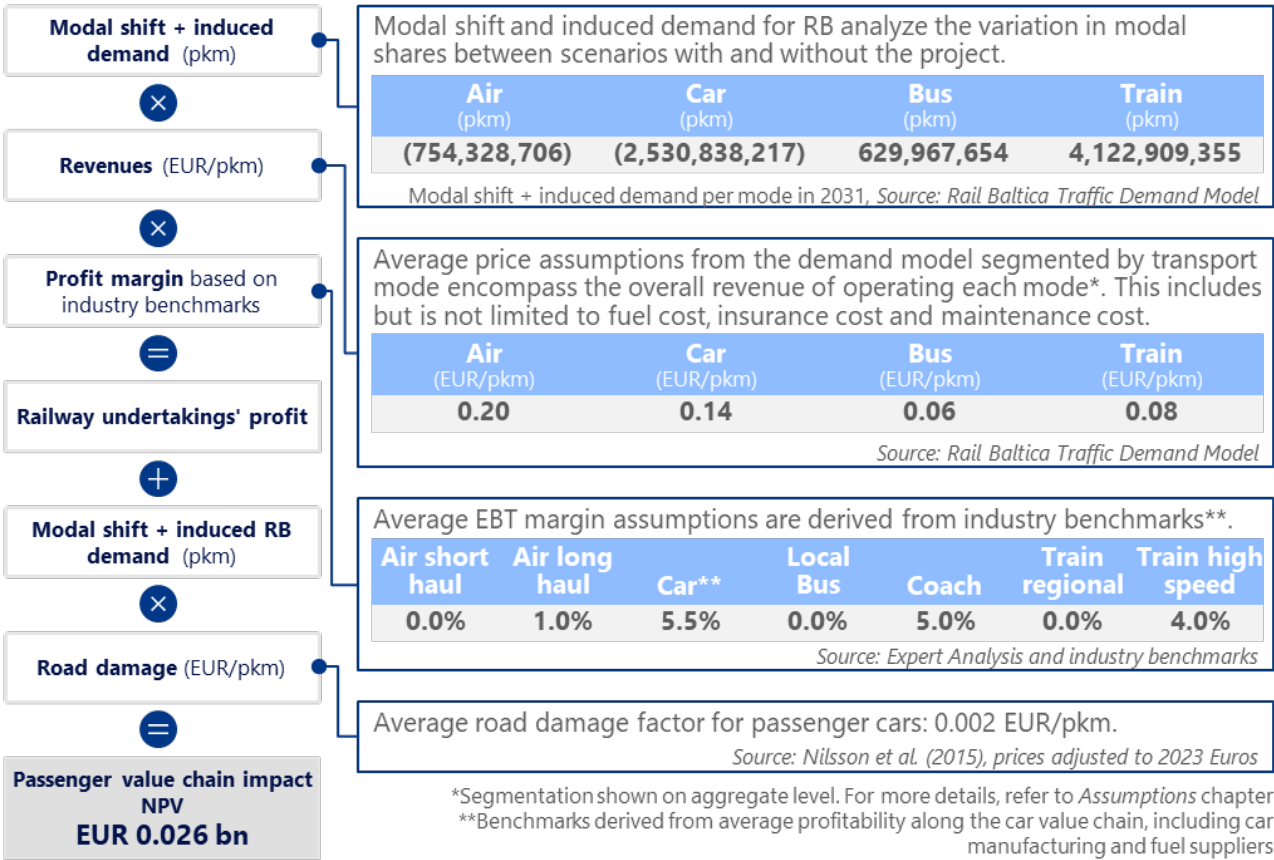 Modal shift + induced
demand (pkm)
×
Revenues (EUR/pkm)
×
Profit margin based on
industry benchmarks
=
Railway undertakings' profit
+
Modal shift + induced RB
demand (pkm)
×
Road damage (EUR/pkm)
=
Passenger value chain impact
NPV
EUR 0.026 bn
Modal shift and induced demand for RB analyze the variation in modal
shares between scenarios with and without the project.
Air Car Bus Train
(pkm) (pkm) (pkm) (pkm)
(754,328,706) (2,530,838,217) 629,967,654 4,122,909,355
Modal shift + induced demand per mode in 2031, Source: Rail Baltica Traffic Demand Model
Average price assumptions from the demand model segmented by transport
mode encompass the overall revenue of operating each mode*. This includes
but is not limited to fuel cost, insurance cost and maintenance cost.
Air Car Bus Train
(EUR/pkm) (EUR/pkm) (EUR/pkm) (EUR/pkm)
0.20 0.14 0.06 0.08
Source: Rail Baltica Traffic Demand Model
Average EBT margin assumptions are derived from industry benchmarks**.
Air short Air long Local Train Train high
haul haul Car** Bus Coach regional speed
0.0% 1.0% 5.5% 0.0% 5.0% 0.0% 4.0%
Source: Expert Analysis and industry benchmarks
Average road damage factor for passenger cars: 0.002 EUR/pkm.
Source: Nilsson et al. (2015), prices adjusted to 2023 Euros
*Segmentation shown on aggregate level. For more details, refer to Assumptions chapter
**Benchmarks derived from average profitability along the car value chain, including car
manufacturing and fuel suppliers